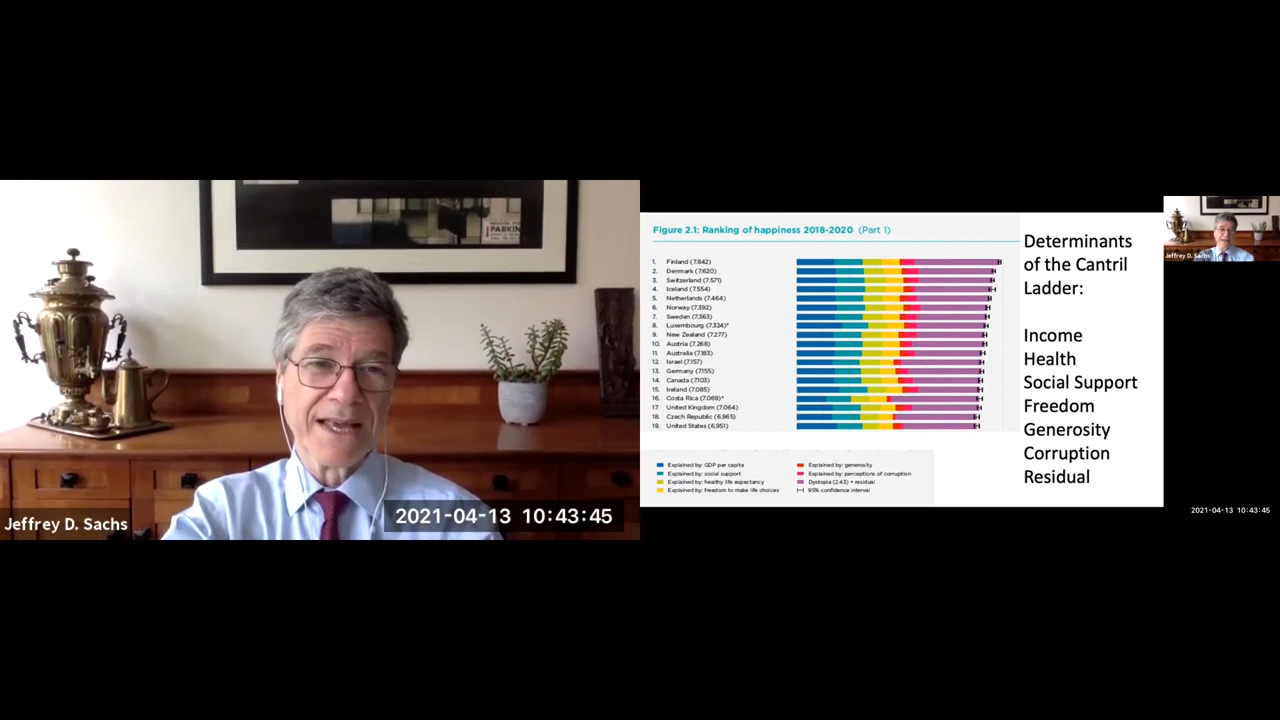 PARKIN
Jeffrey D. Sachs
2021-04-13 10:43:45
Figure 2.1: Ranking of happiness 2018-2020 (Part 1)
1. Finland (7.842)
2. Denmark (7.620)
3. Switzerland (7.571)
4. Iceland (7.554)
5. Netherlands (7.464)
6. Norway (7.392)
7. Sweden (7.363)
8. Luxembourg (7.324)*
9. New Zealand (7.277)
10. Austria (7.268)
11. Australia (7.183)
12. Israel (7.157)
13. Germany (7.155)
14. Canada (7.103)
15. Ireland (7.085)
16. Costa Rica (7.069)*
17. United Kingdom (7.064)
18. Czech Republic (6.965)
19. United States (6.951)
Explained by: GDP per capita
Explained by: social support
Explained by: healthy life expectancy
Explained by: freedom to make life choices
Explained by: generosity
Explained by: perceptions of corruption
Dystopia (2.43) + residual
95% confidence interval
Determinants
of the Cantril
Ladder:
Income
Health
Social Support
Freedom
Generosity
Corruption
Residual
Jeffrey D. Sachs
2021-04-13 10:43:45